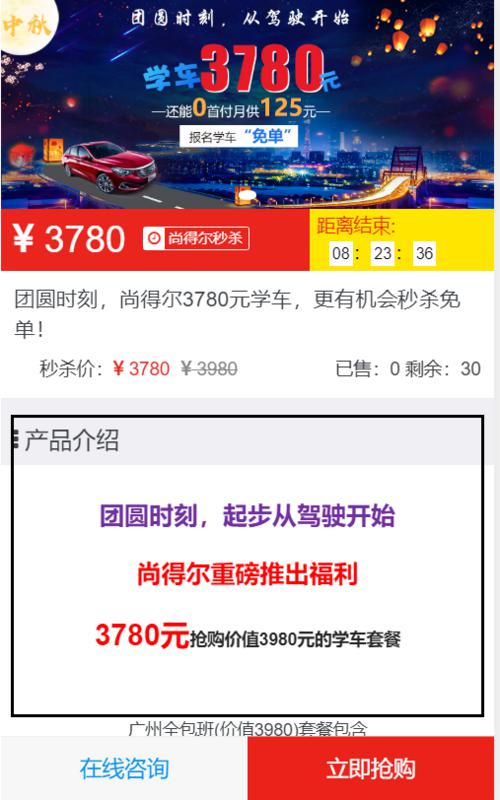 中秋
团圆时刻，从驾驶开始
学车3780元
还能0首付月供125元
报名学车“免单”
¥ 3780 尚得尔秒杀
距离结束:
08 : 23 : 36
团圆时刻，尚得尔3780元学车，更有机会秒杀免
单！
秒杀价：¥ 3780 ¥ 3980 已售：0 剩余：30
产品介绍
团圆时刻，起步从驾驶开始
尚得尔重磅推出福利
3780元抢购价值3980元的学车套餐
广州全包班(价值3980)套餐包含
在线咨询 立即抢购